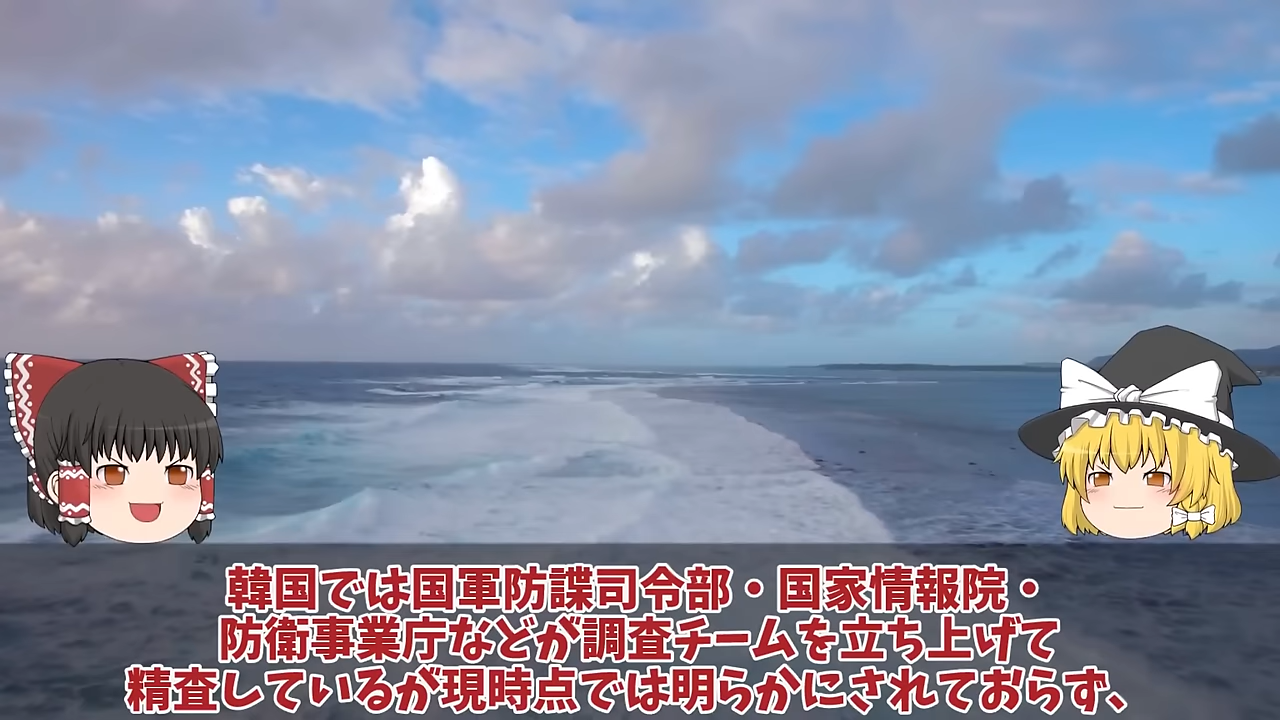 韓国では国軍防諜司令部・国家情報院・
防衛事業庁などが調査チームを立ち上げて
精査しているが現時点では明らかにされておらず、